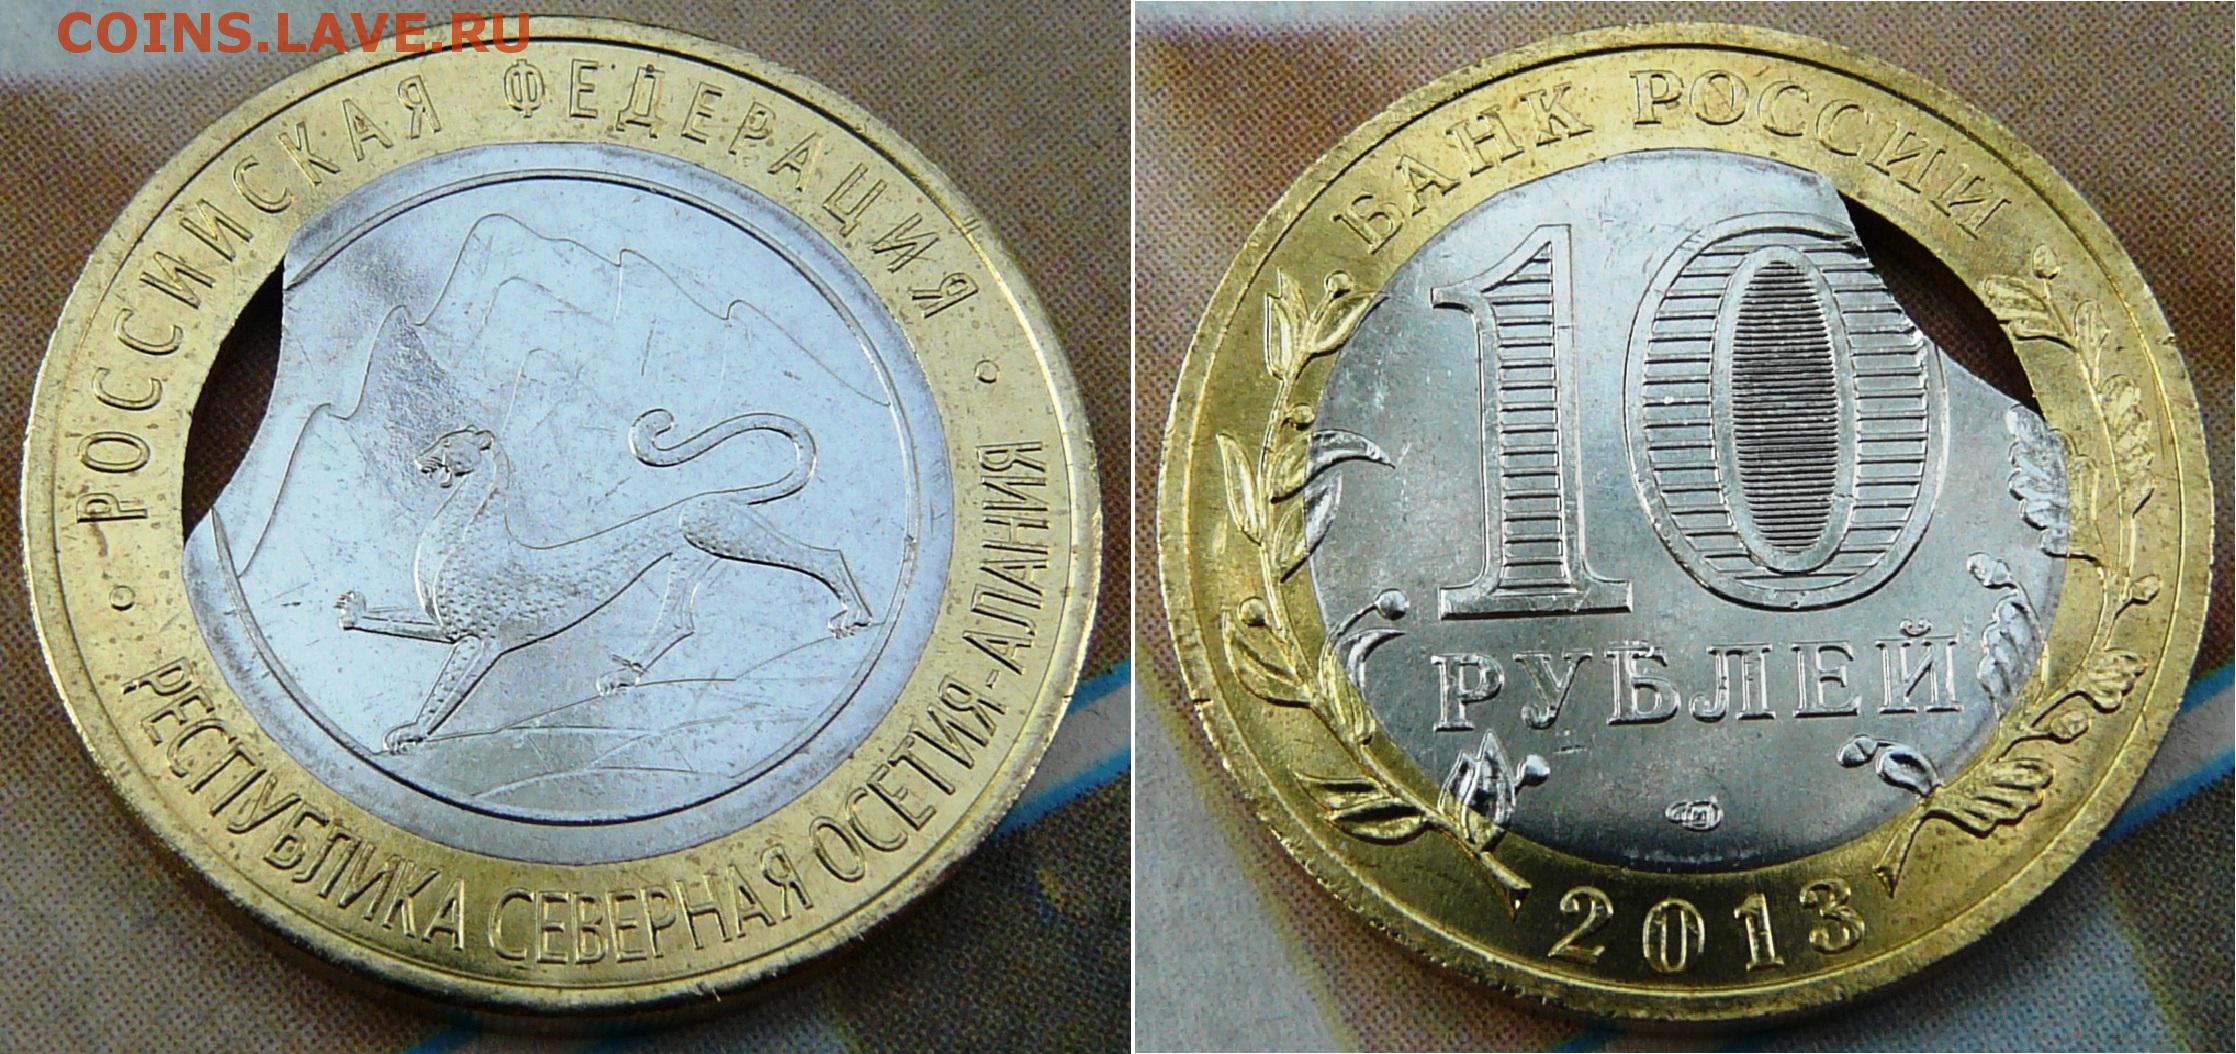 COINS.LAVE.RU
РОССИЙСКАЯ ФЕДЕРАЦИЯ
РЕСПУБЛИКА СЕВЕРНАЯ ОСЕТИЯ-АЛАНИЯ
БАНК РОССИИ
10
РУБЛЕЙ
2013